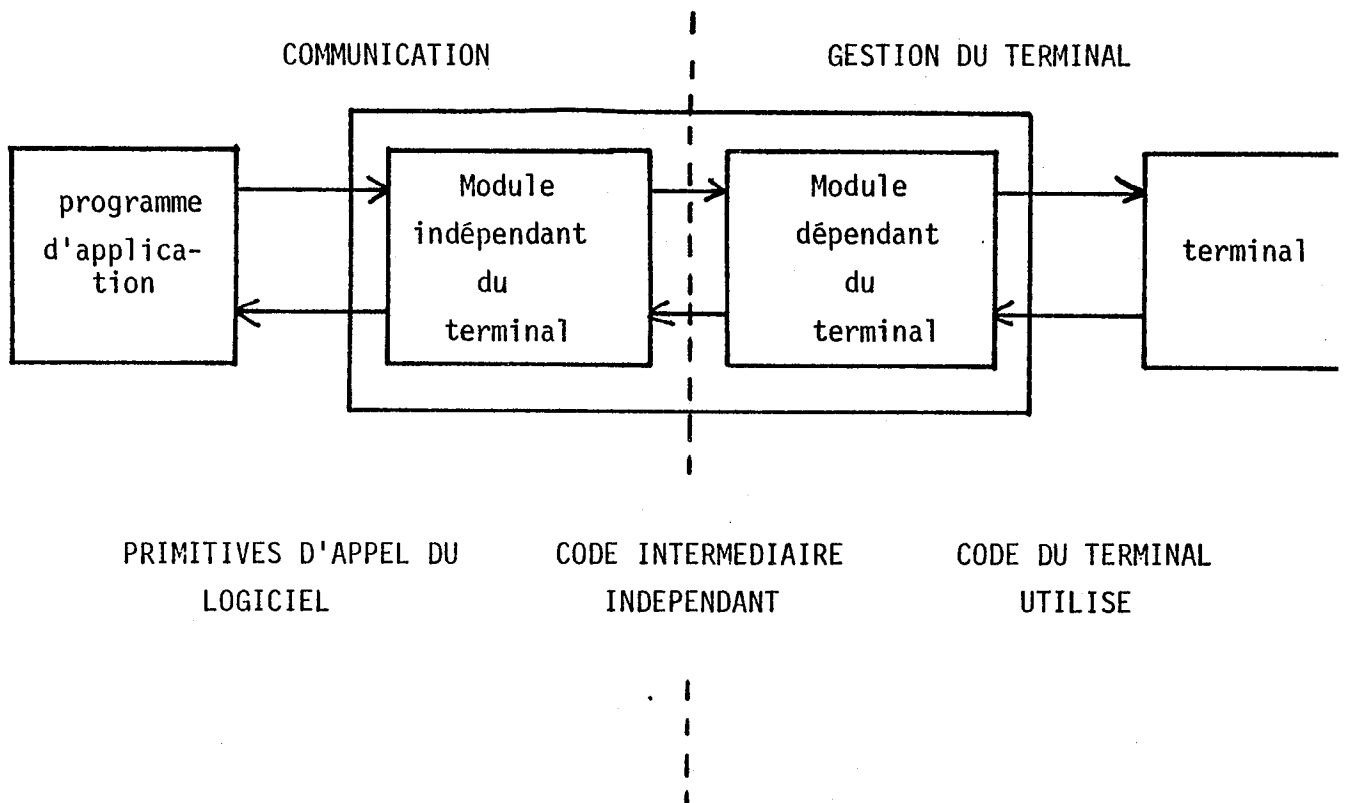 COMMUNICATION
GESTION DU TERMINAL
programme
d'applica-
tion
Module
indépendant
du
terminal
Module
dépendant
du
terminal
terminal
PRIMITIVES D'APPEL DU
LOGICIEL
CODE INTERMEDIAIRE
INDEPENDANT
CODE DU TERMINAL
UTILISE